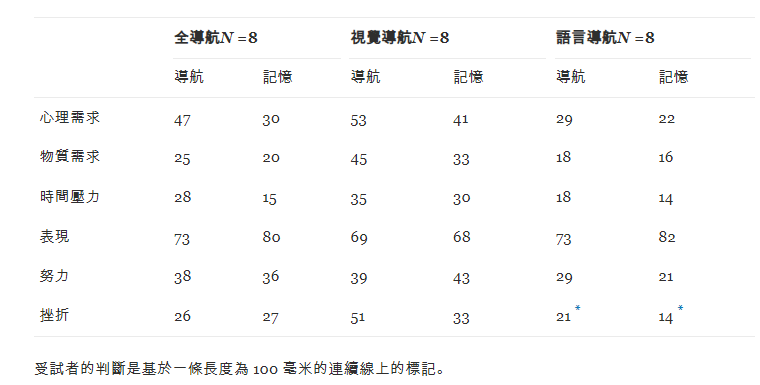 全導航N =8 視覺導航N =8 語言導航N =8
導航 記憶 導航 記憶 導航 記憶
心理需求 47 30 53 41 29 22
物質需求 25 20 45 33 18 16
時間壓力 28 15 35 30 18 14
表現 73 80 69 68 73 82
努力 38 36 39 43 29 21
挫折 26 27 51 33 21 * 14 *
受試者的判斷是基於一條長度為 100 毫米的連續線上的標記。